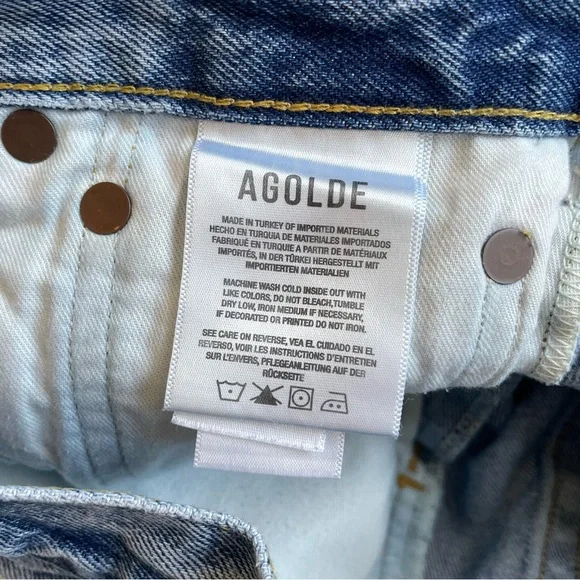 AGOLDE
MADE IN TURKEY OF IMPORTED MATERIALS
HECHO EN TURQUIA DE MATERIALES IMPORTADOS
FABRIQUÉ EN TURQUIE A PARTIR DE MATÉRIAUX
IMPORTÉS, IN DER TÜRKEI HERGESTELLT MIT
IMPORTIERTEN MATERIALIEN
MACHINE WASH COLD INSIDE OUT WITH
LIKE COLORS, DO NOT BLEACH,TUMBLE
DRY LOW, IRON MEDIUM IF NECESSARY,
IF DECORATED OR PRINTED DO NOT IRON.
SEE CARE ON REVERSE, VEA EL CUIDADO EN EL
REVERSO, VOIR LES INSTRUCTIONS D'ENTRETIEN
SUR L'ENVERS, PFLEGEANLEITUNG AUF DER
RÜCKSEITE